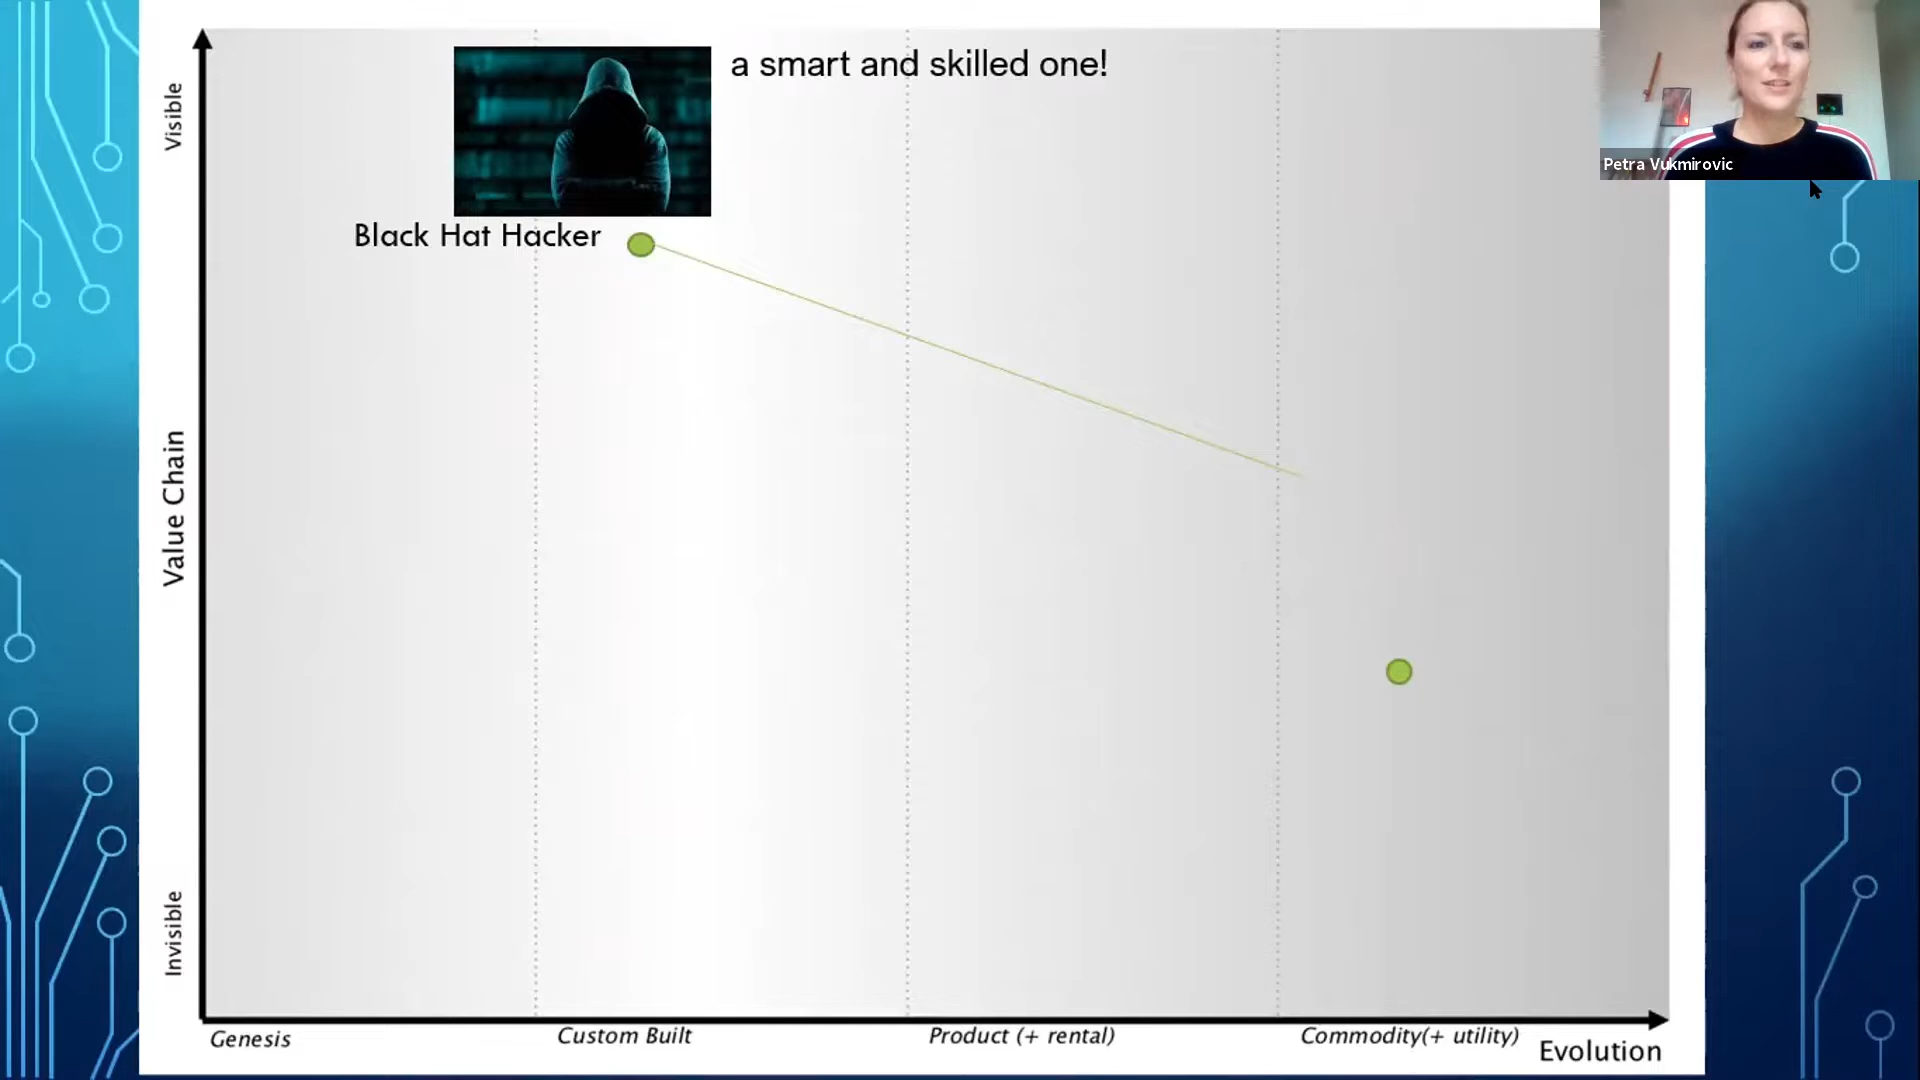 a smart and skilled one!
Petra Vukmirovic
Black Hat Hacker
Visible
Value Chain
Invisible
Genesis
Custom Built
Product (+ rental)
Commodity(+ utility)
Evolution